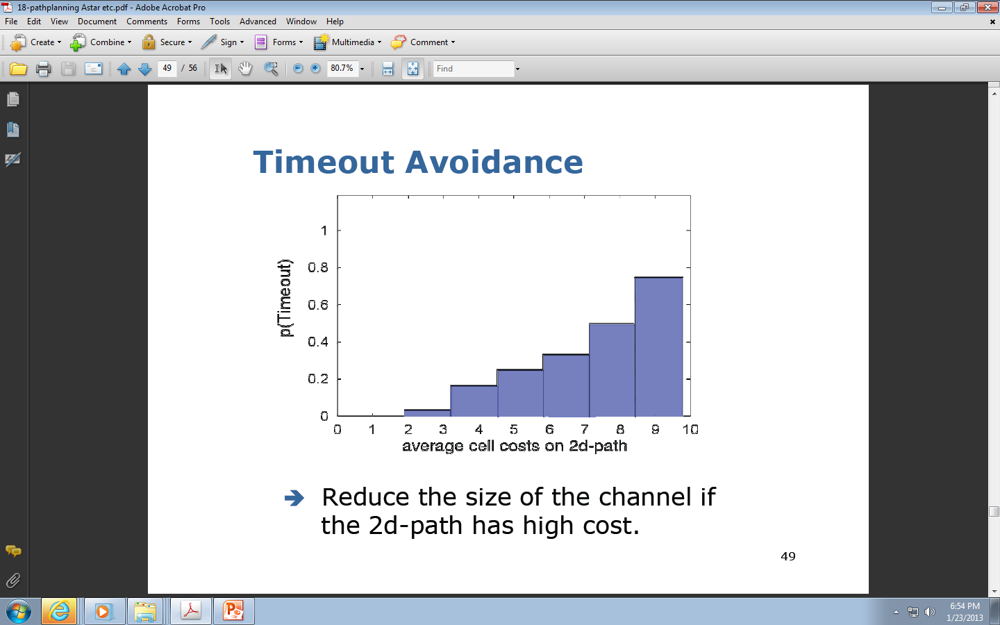 18-pathplanning Astar etc.pdf - Adobe Acrobat Pro
File Edit View Document Comments Forms Tools Advanced Window Help
Create Combine Secure Sign Forms Multimedia Comment
49 / 56 80.7% Find
Timeout Avoidance
1
0.8
0.6
0.4
0.2
0
p(Timeout)
0 1 2 3 4 5 6 7 8 9 10
average cell costs on 2d-path
Reduce the size of the channel if
the 2d-path has high cost.
49
6:54 PM
1/23/2013